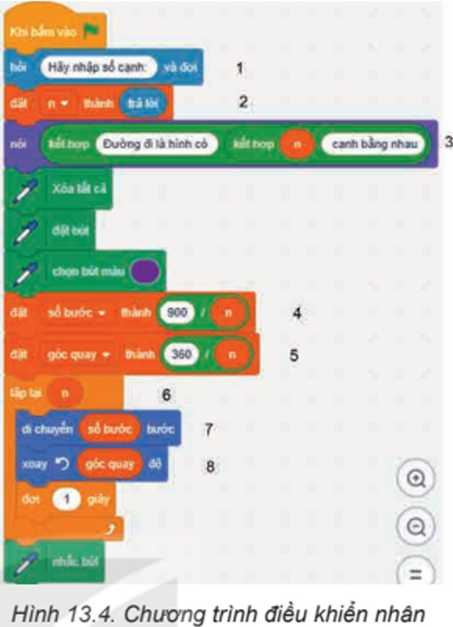 Khi bấm vào
hỏi Hãy nhập số cạnh: và đợi 1
đặt n thành trả lời 2
nói kết hợp Đường đi là hình có kết hợp n cạnh bằng nhau 3
Xóa tất cả
đặt bút
chọn bút màu
đặt số bước thành 900 / n 4
đặt góc quay thành 360 / n 5
lặp lại n 6
di chuyển số bước bước 7
xoay góc quay độ 8
đợi 1 giây
nhấc bút
Hình 13.4. Chương trình điều khiển nhân